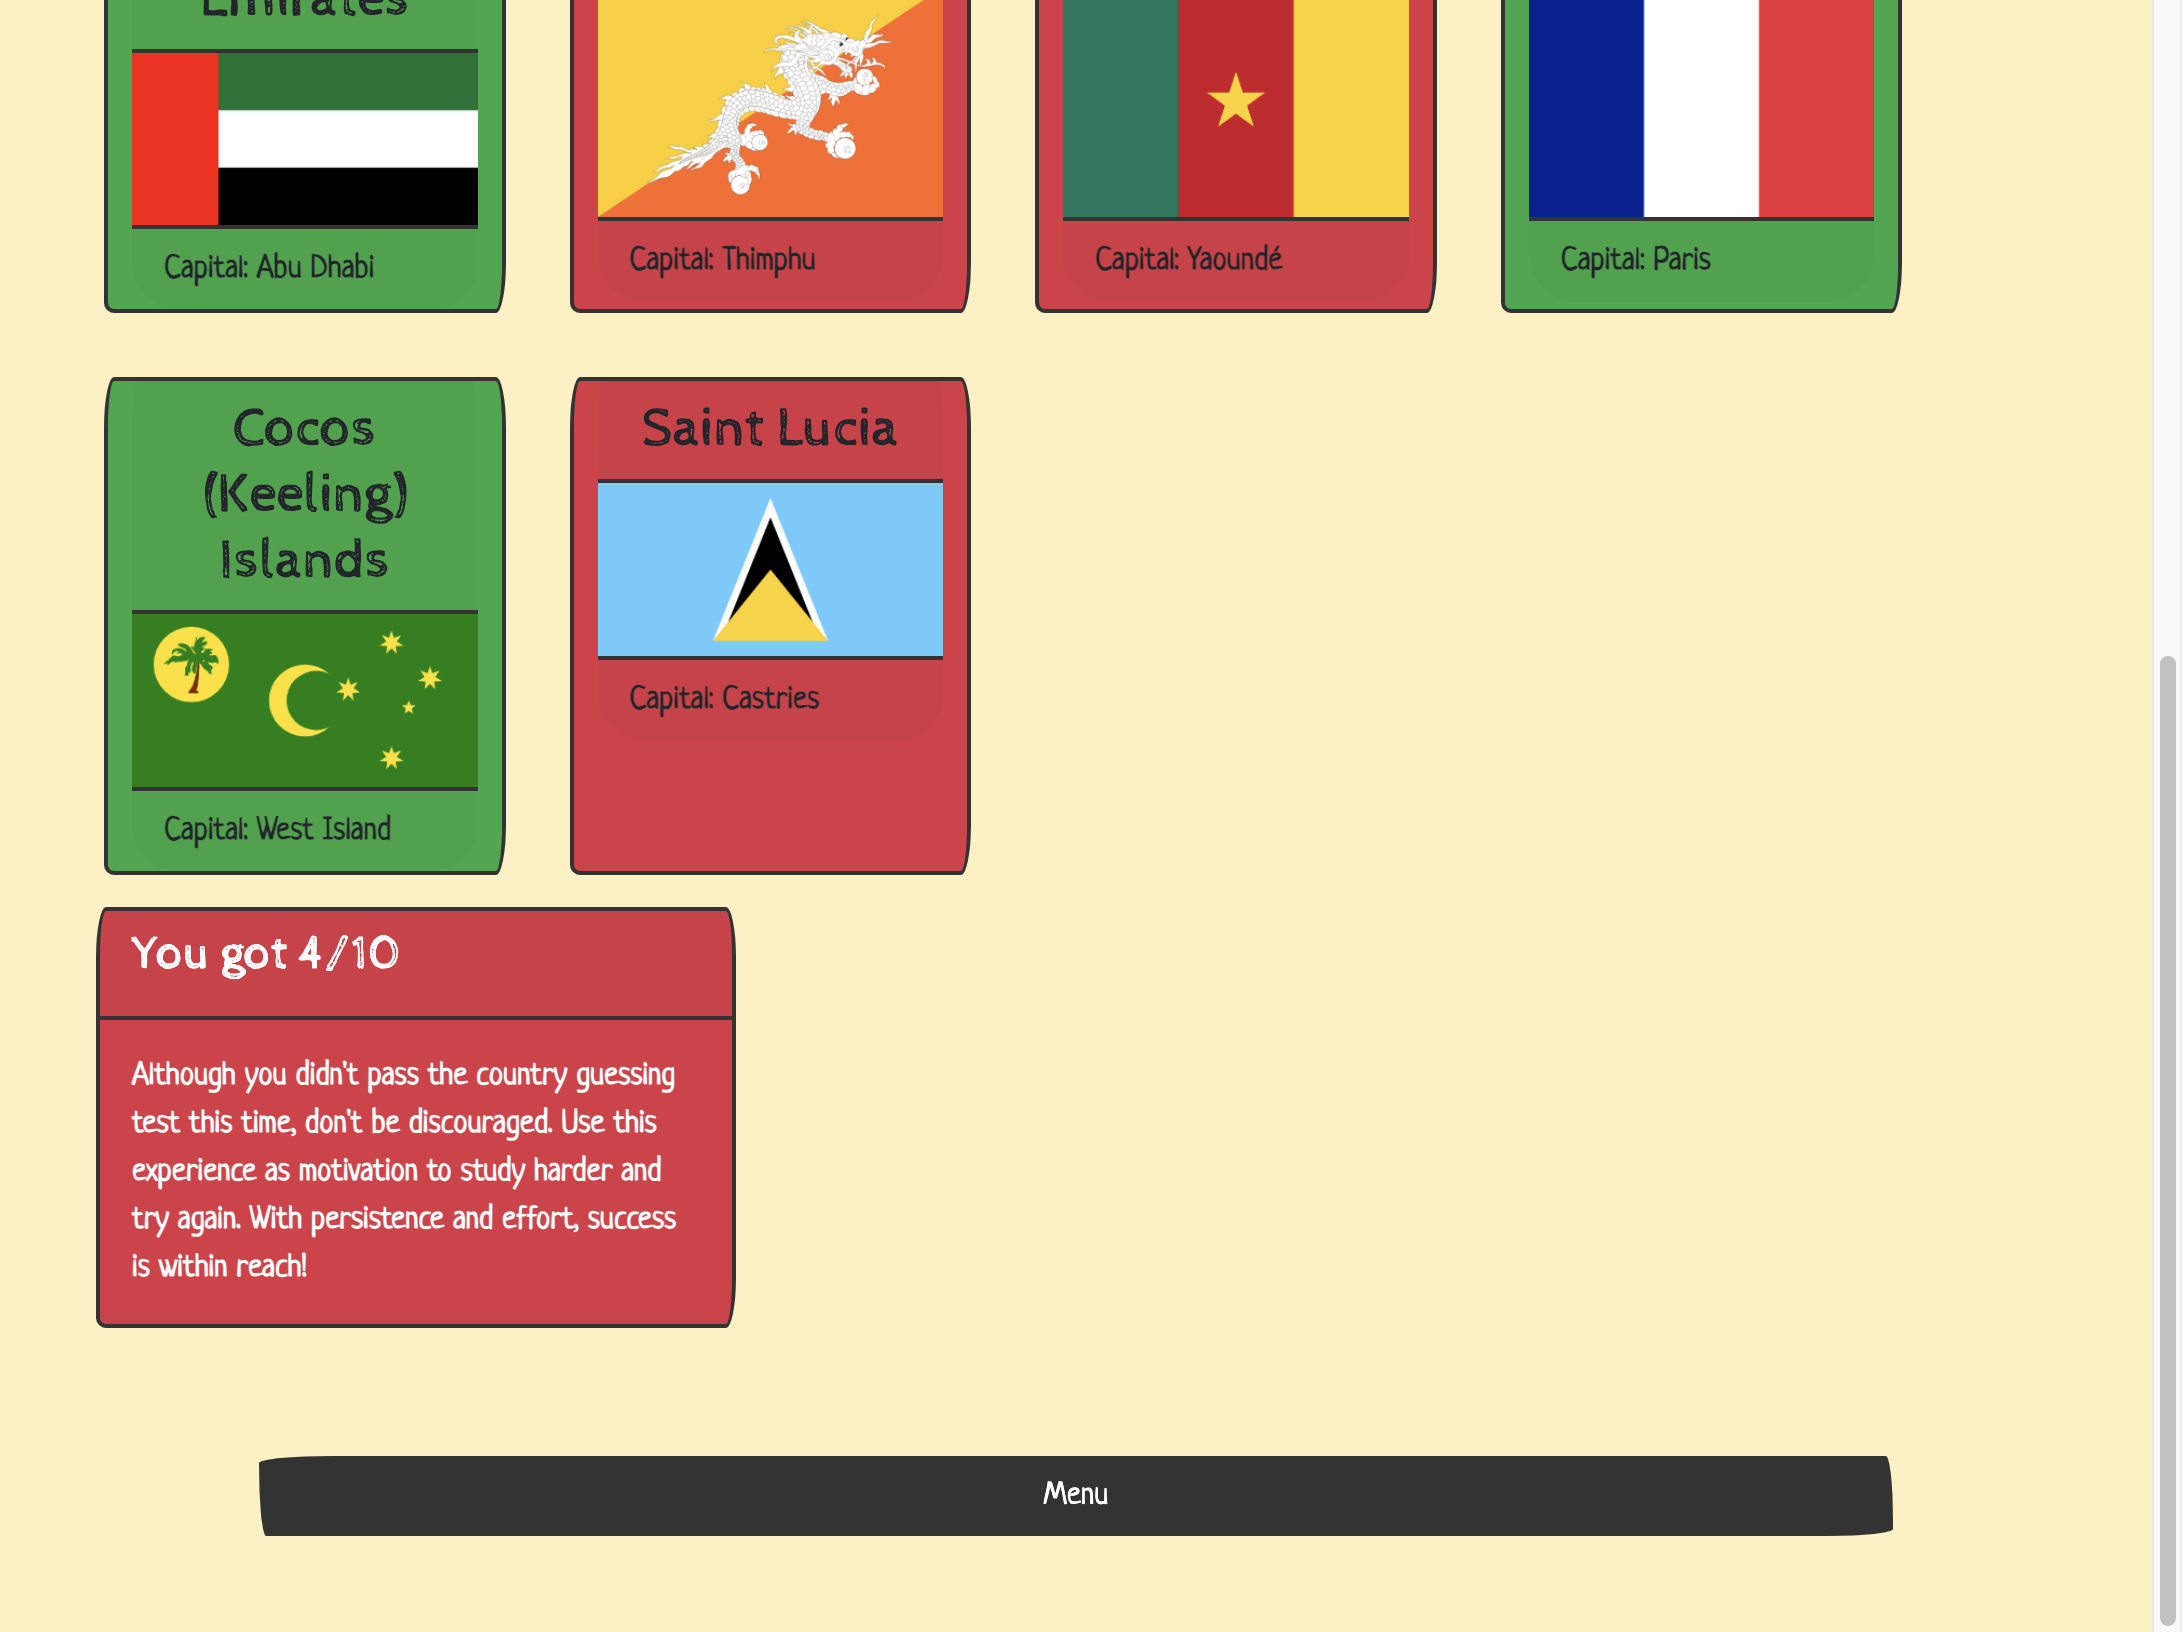 Emirates
Capital: Abu Dhabi
Capital: Thimphu
Capital: Yaoundé
Capital: Paris
Cocos
(Keeling)
Islands
Capital: West Island
Saint Lucia
Capital: Castries
You got 4/10
Although you didn't pass the country guessing
test this time, don't be discouraged. Use this
experience as motivation to study harder and
try again. With persistence and effort, success
is within reach!
Menu